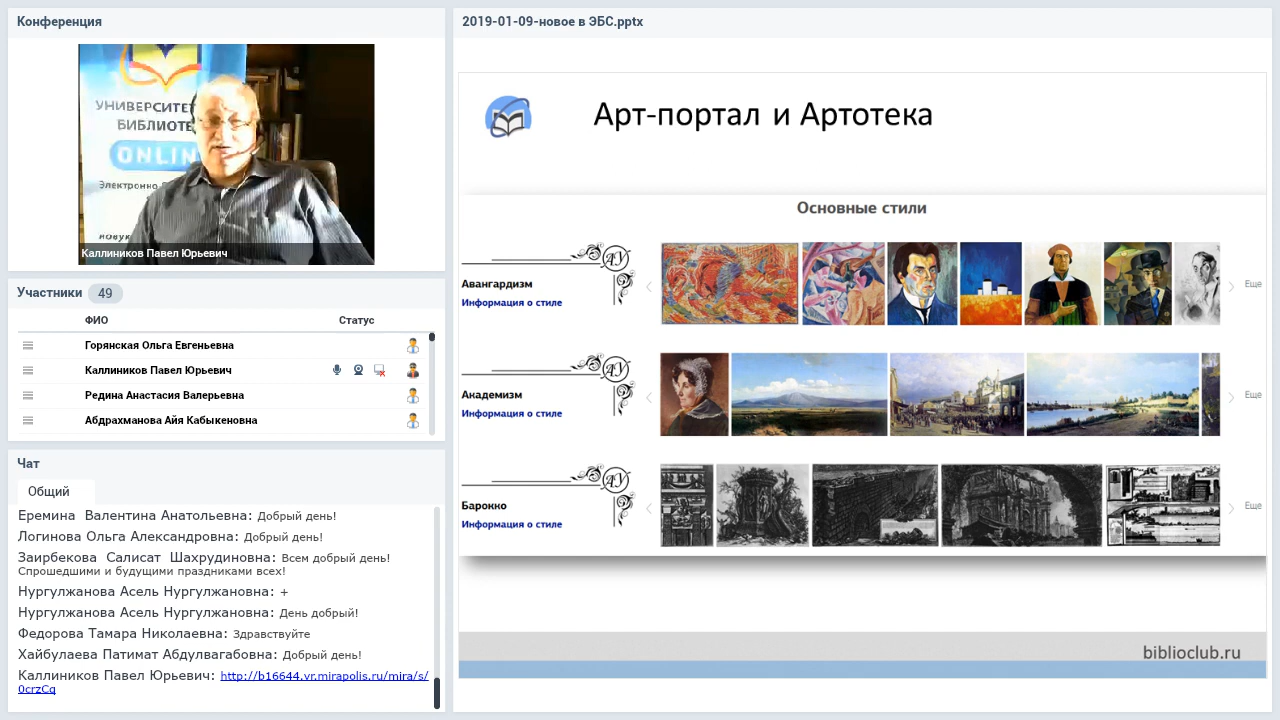 Конференция
УНИВЕРСИТЕТ
БИБЛИОТЕ
ONLIN
Электронно
Каллиников Павел Юрьевич
Участники 49
ФИО Статус
Горянская Ольга Евгеньевна
Каллиников Павел Юрьевич
Редина Анастасия Валерьевна
Абдрахманова Айя Кабыкеновна
Чат
Общий
Еремина Валентина Анатольевна: Добрый день!
Логинова Ольга Александровна: Добрый день!
Заирбекова Салисат Шахрудиновна: Всем добрый день!
Спрошедшими и будущими праздниками всех!
Нургулжанова Асель Нургулжановна: +
Нургулжанова Асель Нургулжановна: День добрый!
Федорова Тамара Николаевна: Здравствуйте
Хайбулаева Патимат Абдулвагабовна: Добрый день!
Каллиников Павел Юрьевич: http://b16644.vr.mirapolis.ru/mira/s/
0crzCq
2019-01-09-новое в ЭБС.pptx
Арт-портал и Артотека
Основные стили
АУ
Авангардизм
Информация о стиле
Еще
АУ
Академизм
Информация о стиле
Еще
АУ
Барокко
Информация о стиле
Еще
biblioclub.ru